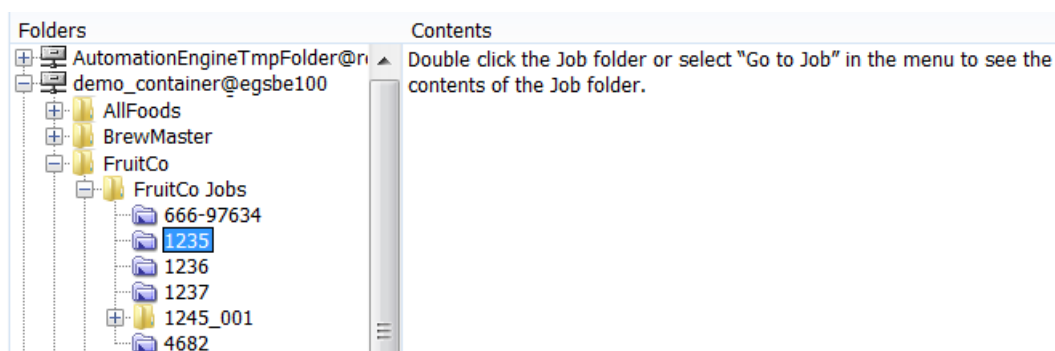 Folders
Contents
AutomationEngineTmpFolder@r
demo_container@egsbe100
AllFoods
BrewMaster
FruitCo
FruitCo Jobs
666-97634
1235
1236
1237
1245_001
4682
Double click the Job folder or select “Go to Job” in the menu to see the
contents of the Job folder.